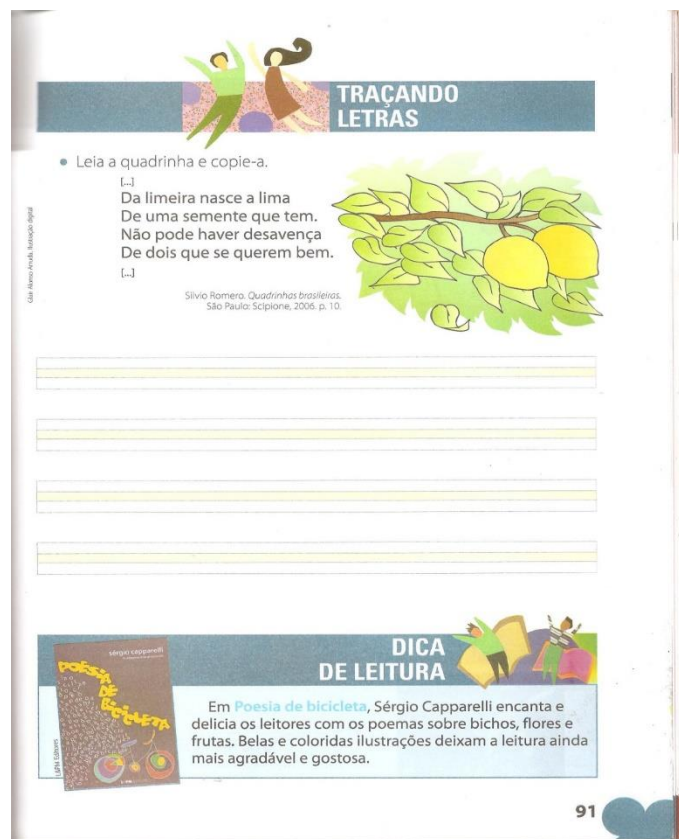 TRAÇANDO
LETRAS
• Leia a quadrinha e copie-a.
[...]
Da limeira nasce a lima
De uma semente que tem.
Não pode haver desavença
De dois que se querem bem.
[...]
Silvio Romero. Quadrinhas brasileiras.
São Paulo: Scipione, 2006. p. 10.
DICA
DE LEITURA
sérgio capparelli
POESIA
DE
BICICLETA
Em Poesia de bicicleta, Sérgio Capparelli encanta e
delicia os leitores com os poemas sobre bichos, flores e
frutas. Belas e coloridas ilustrações deixam a leitura ainda
mais agradável e gostosa.
91